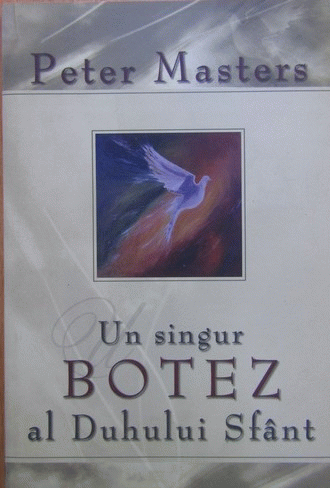 Peter Masters
Un singur
BOTEZ
al Duhului Sfânt